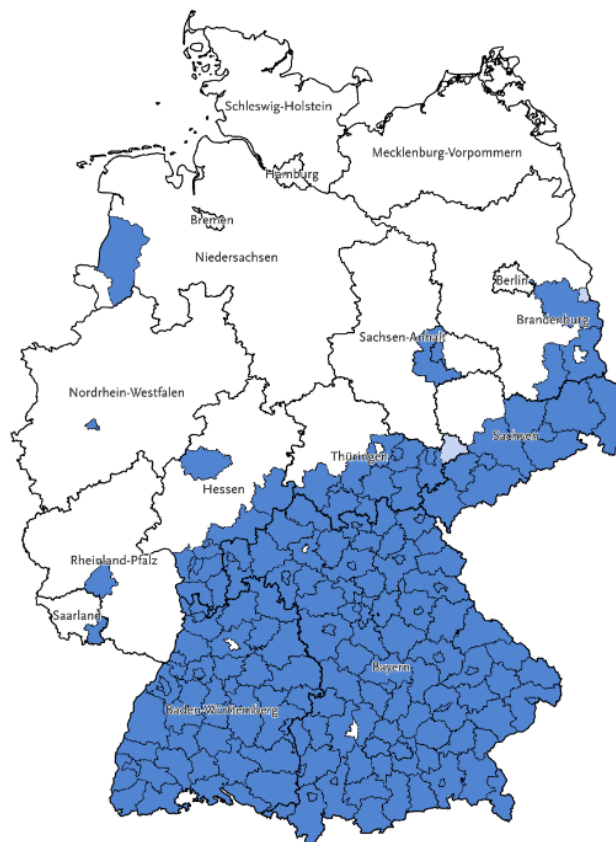 Schleswig-Holstein
Mecklenburg-Vorpommern
Hamburg
Bremen
Niedersachsen
Berlin
Brandenburg
Sachsen-Anhalt
Nordrhein-Westfalen
Sachsen
Thüringen
Hessen
Rheinland-Pfalz
Saarland
Bayern
Baden-Württemberg